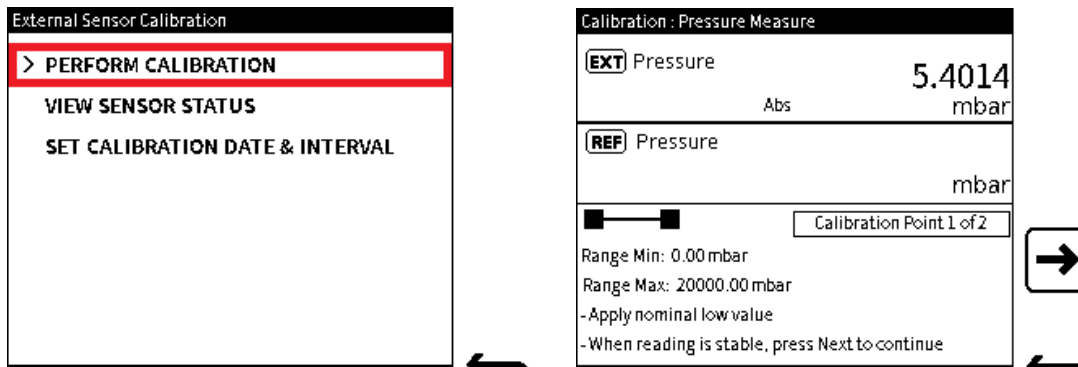 External Sensor Calibration
> PERFORM CALIBRATION
VIEW SENSOR STATUS
SET CALIBRATION DATE & INTERVAL
Calibration : Pressure Measure
EXT Pressure
5.4014
Abs mbar
REF Pressure
mbar
Calibration Point 1 of 2
Range Min: 0.00 mbar
Range Max: 20000.00 mbar
- Apply nominal low value
- When reading is stable, press Next to continue